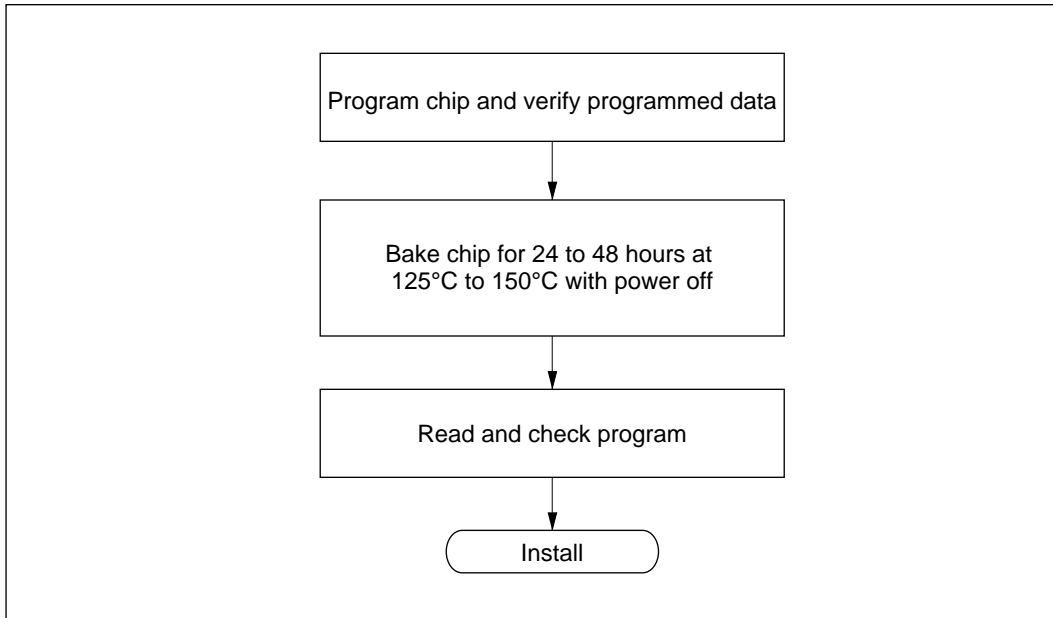 Program chip and verify programmed data
Bake chip for 24 to 48 hours at
125°C to 150°C with power off
Read and check program
Install